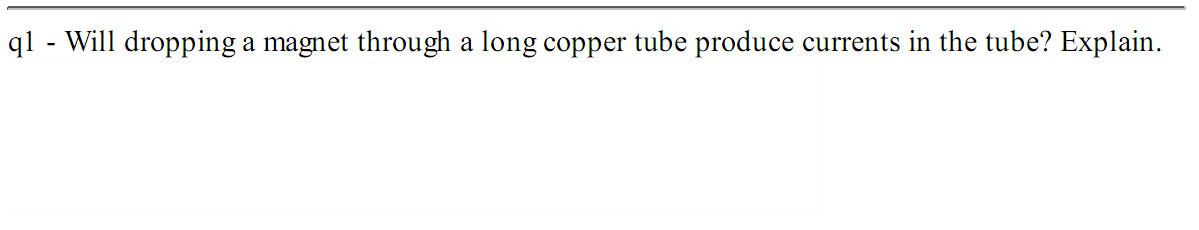 q1 - Will dropping a magnet through a long copper tube produce currents in the tube? Explain.